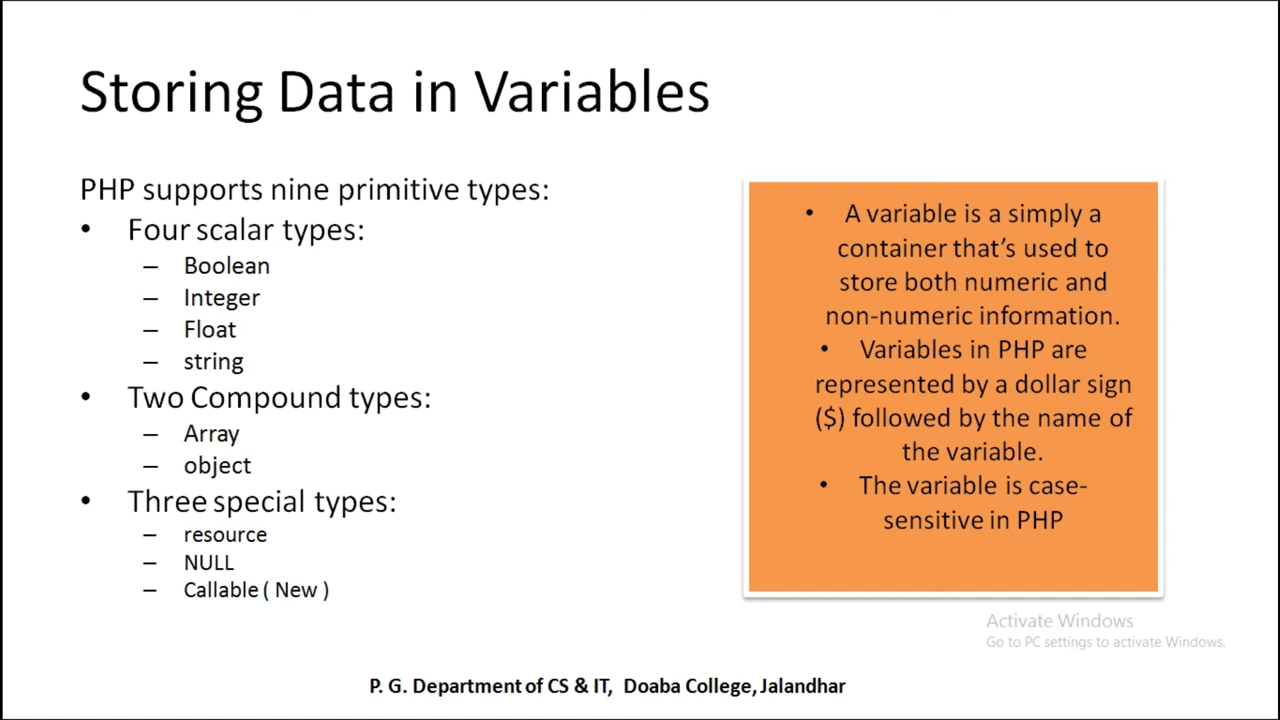 Storing Data in Variables
PHP supports nine primitive types:
• Four scalar types:
– Boolean
– Integer
– Float
– string
• Two Compound types:
– Array
– object
• Three special types:
– resource
– NULL
– Callable ( New )
• A variable is a simply a
container that’s used to
store both numeric and
non-numeric information.
• Variables in PHP are
represented by a dollar sign
($) followed by the name of
the variable.
• The variable is case-
sensitive in PHP
Activate Windows
Go to PC settings to activate Windows.
P. G. Department of CS & IT, Doaba College, Jalandhar